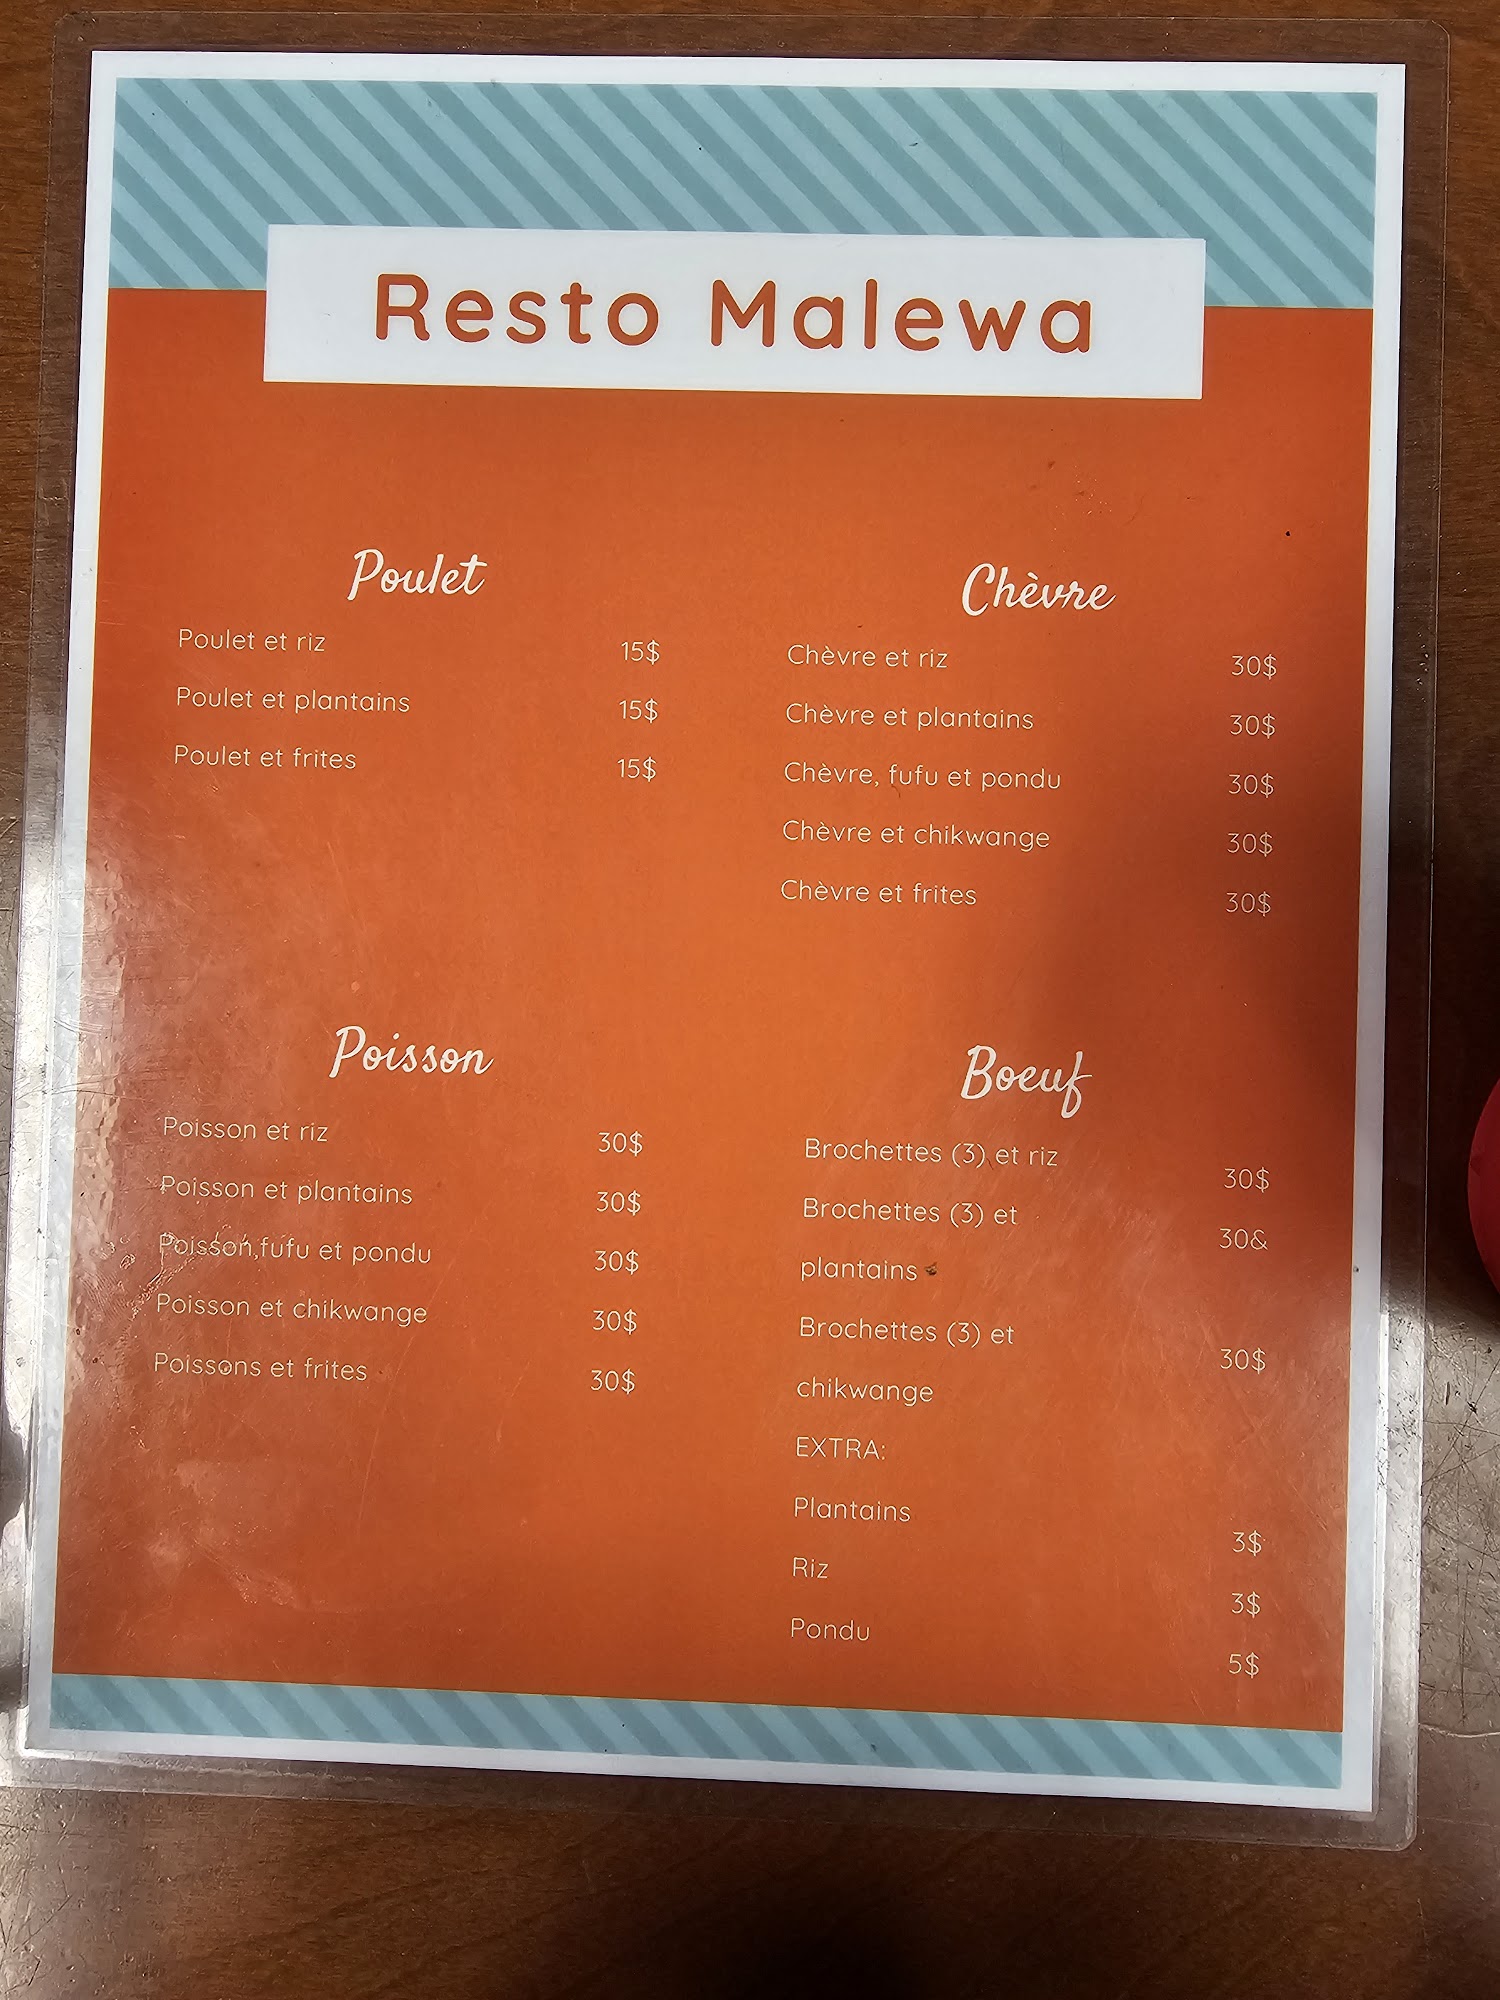 Resto Malewa
Poulet
Poulet et riz 15$
Poulet et plantains 15$
Poulet et frites 15$
Chèvre
Chèvre et riz 30$
Chèvre et plantains 30$
Chèvre, fufu et pondu 30$
Chèvre et chikwange 30$
Chèvre et frites 30$
Poisson
Poisson et riz 30$
Poisson et plantains 30$
Poisson,fufu et pondu 30$
Poisson et chikwange 30$
Poissons et frites 30$
Boeuf
Brochettes (3) et riz 30$
Brochettes (3) et 30&
plantains
Brochettes (3) et 30$
chikwange
EXTRA:
Plantains 3$
Riz 3$
Pondu 5$